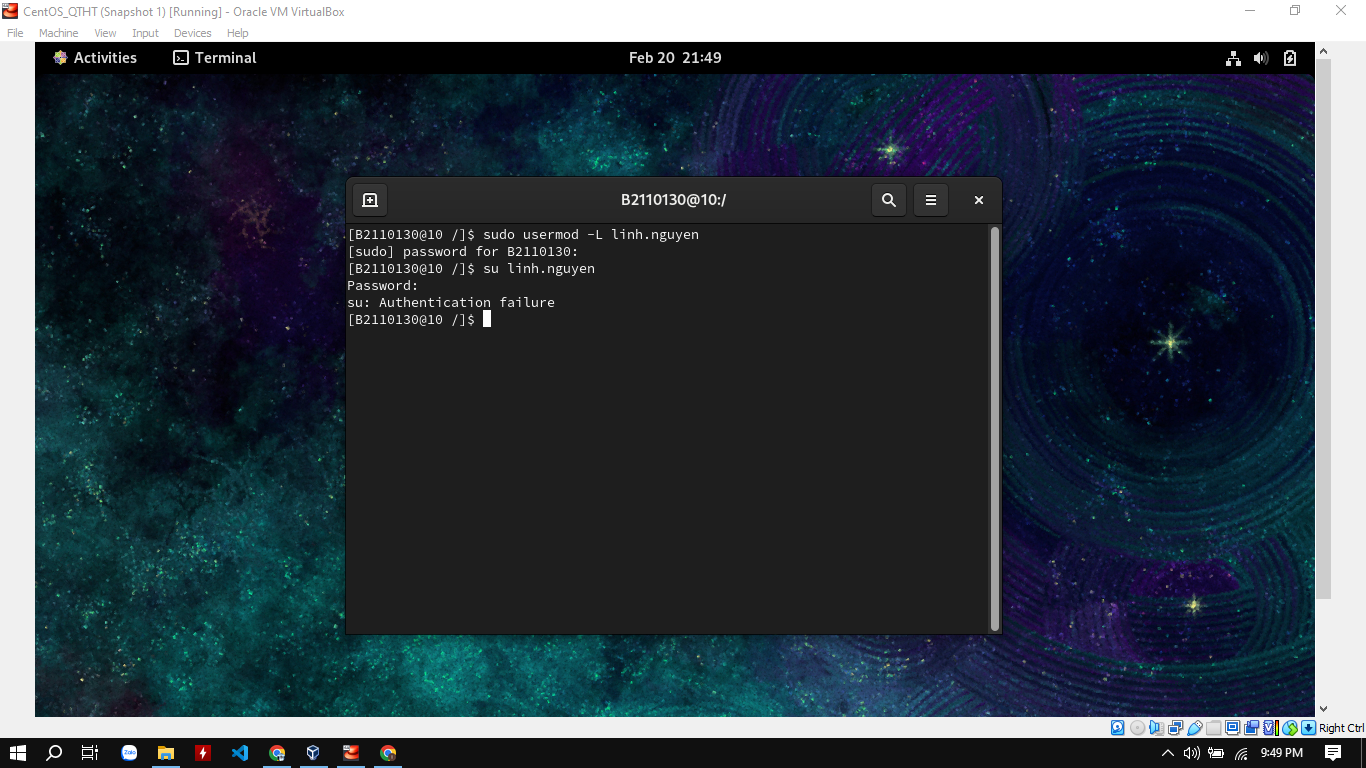 CentOS_QTHT (Snapshot 1) [Running] - Oracle VM VirtualBox
File Machine View Input Devices Help
Activities Terminal Feb 20 21:49
B2110130@10:/
[B2110130@10 /]$ sudo usermod -L linh.nguyen
[sudo] password for B2110130:
[B2110130@10 /]$ su linh.nguyen
Password:
su: Authentication failure
[B2110130@10 /]$
Right Ctrl
Zalo
9:49 PM